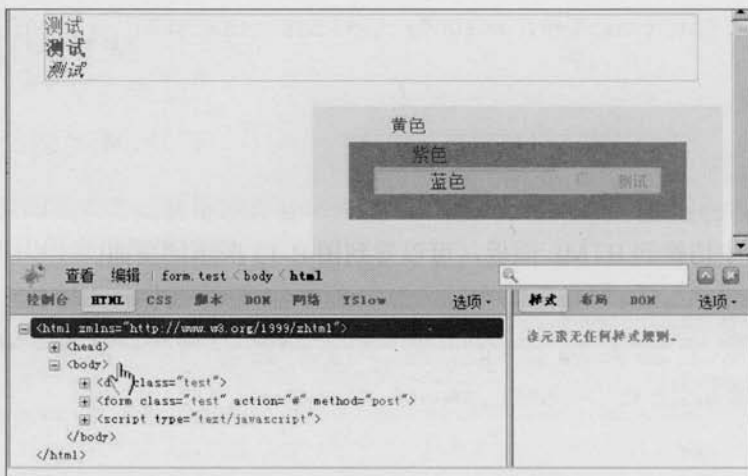 测试
测试
测试
黄色
紫色
蓝色 测试
查看 编辑 form.test < body < html
控制台 HTML CSS 脚本 DOM 网络 YSlow 选项 样式 布局 DOM 选项
<html xmlns="http://www.w3.org/1999/xhtml"> 该元素无任何样式规则。
<head>
<body>
<d class="test">
<form class="test" action="#" method="post">
<script type="text/javascript">
</body>
</html>